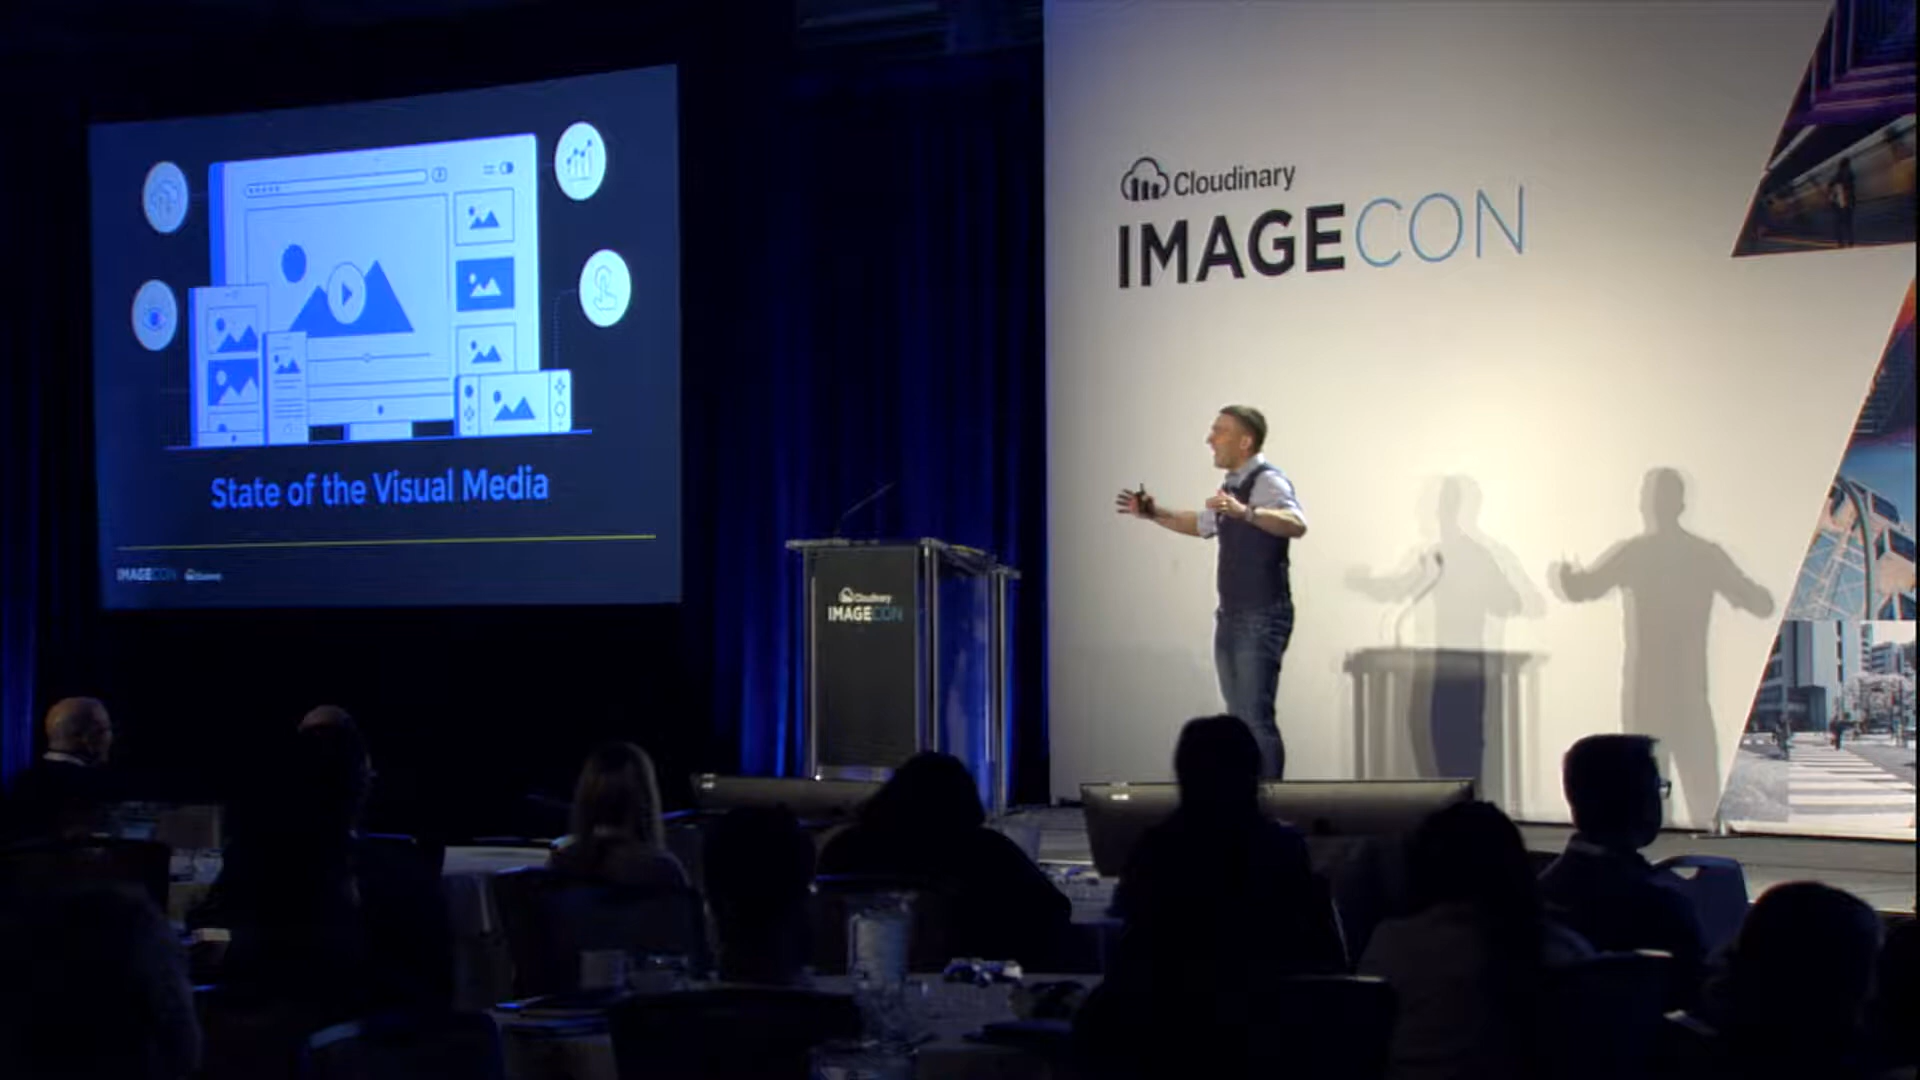 State of the Visual Media
IMAGECON
Cloudinary
IMAGECON
Cloudinary
IMAGECON